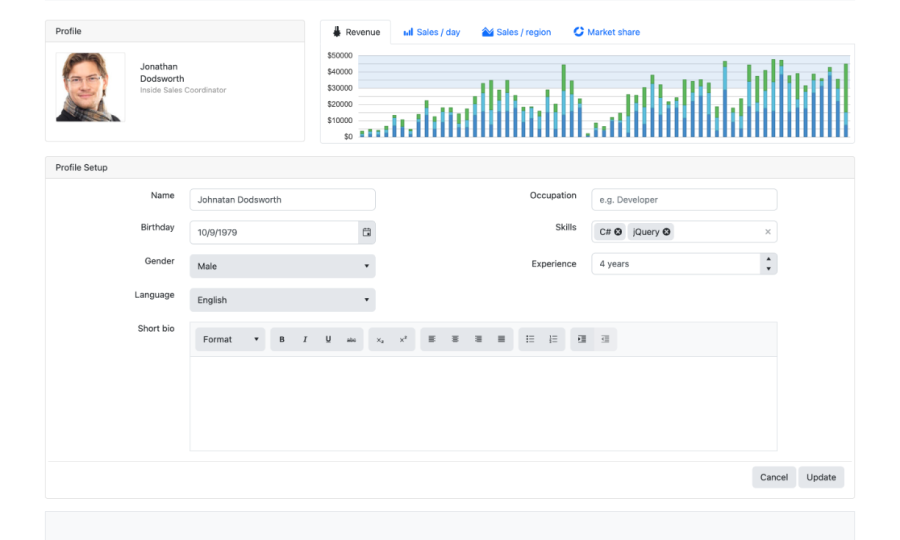 Profile
Jonathan
Dodsworth
Inside Sales Coordinator
Revenue
Sales / day
Sales / region
Market share
$50000
$40000
$30000
$20000
$10000
$0
Profile Setup
Name
Johnatan Dodsworth
Birthday
10/9/1979
Gender
Male
Language
English
Occupation
e.g. Developer
Skills
C#
jQuery
Experience
4 years
Short bio
Format
B
I
U
abc
x₂
x²
Cancel
Update